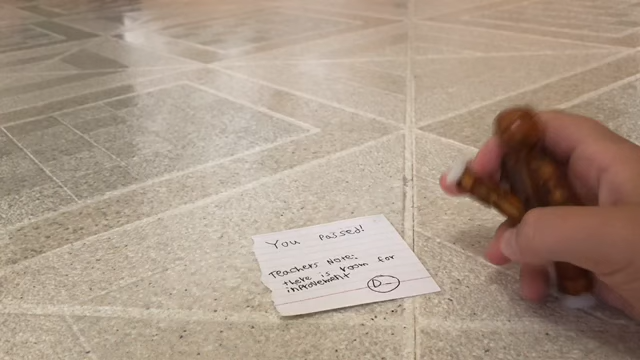 You Passed!
Teachers Note:
there is room for
improvement
D-